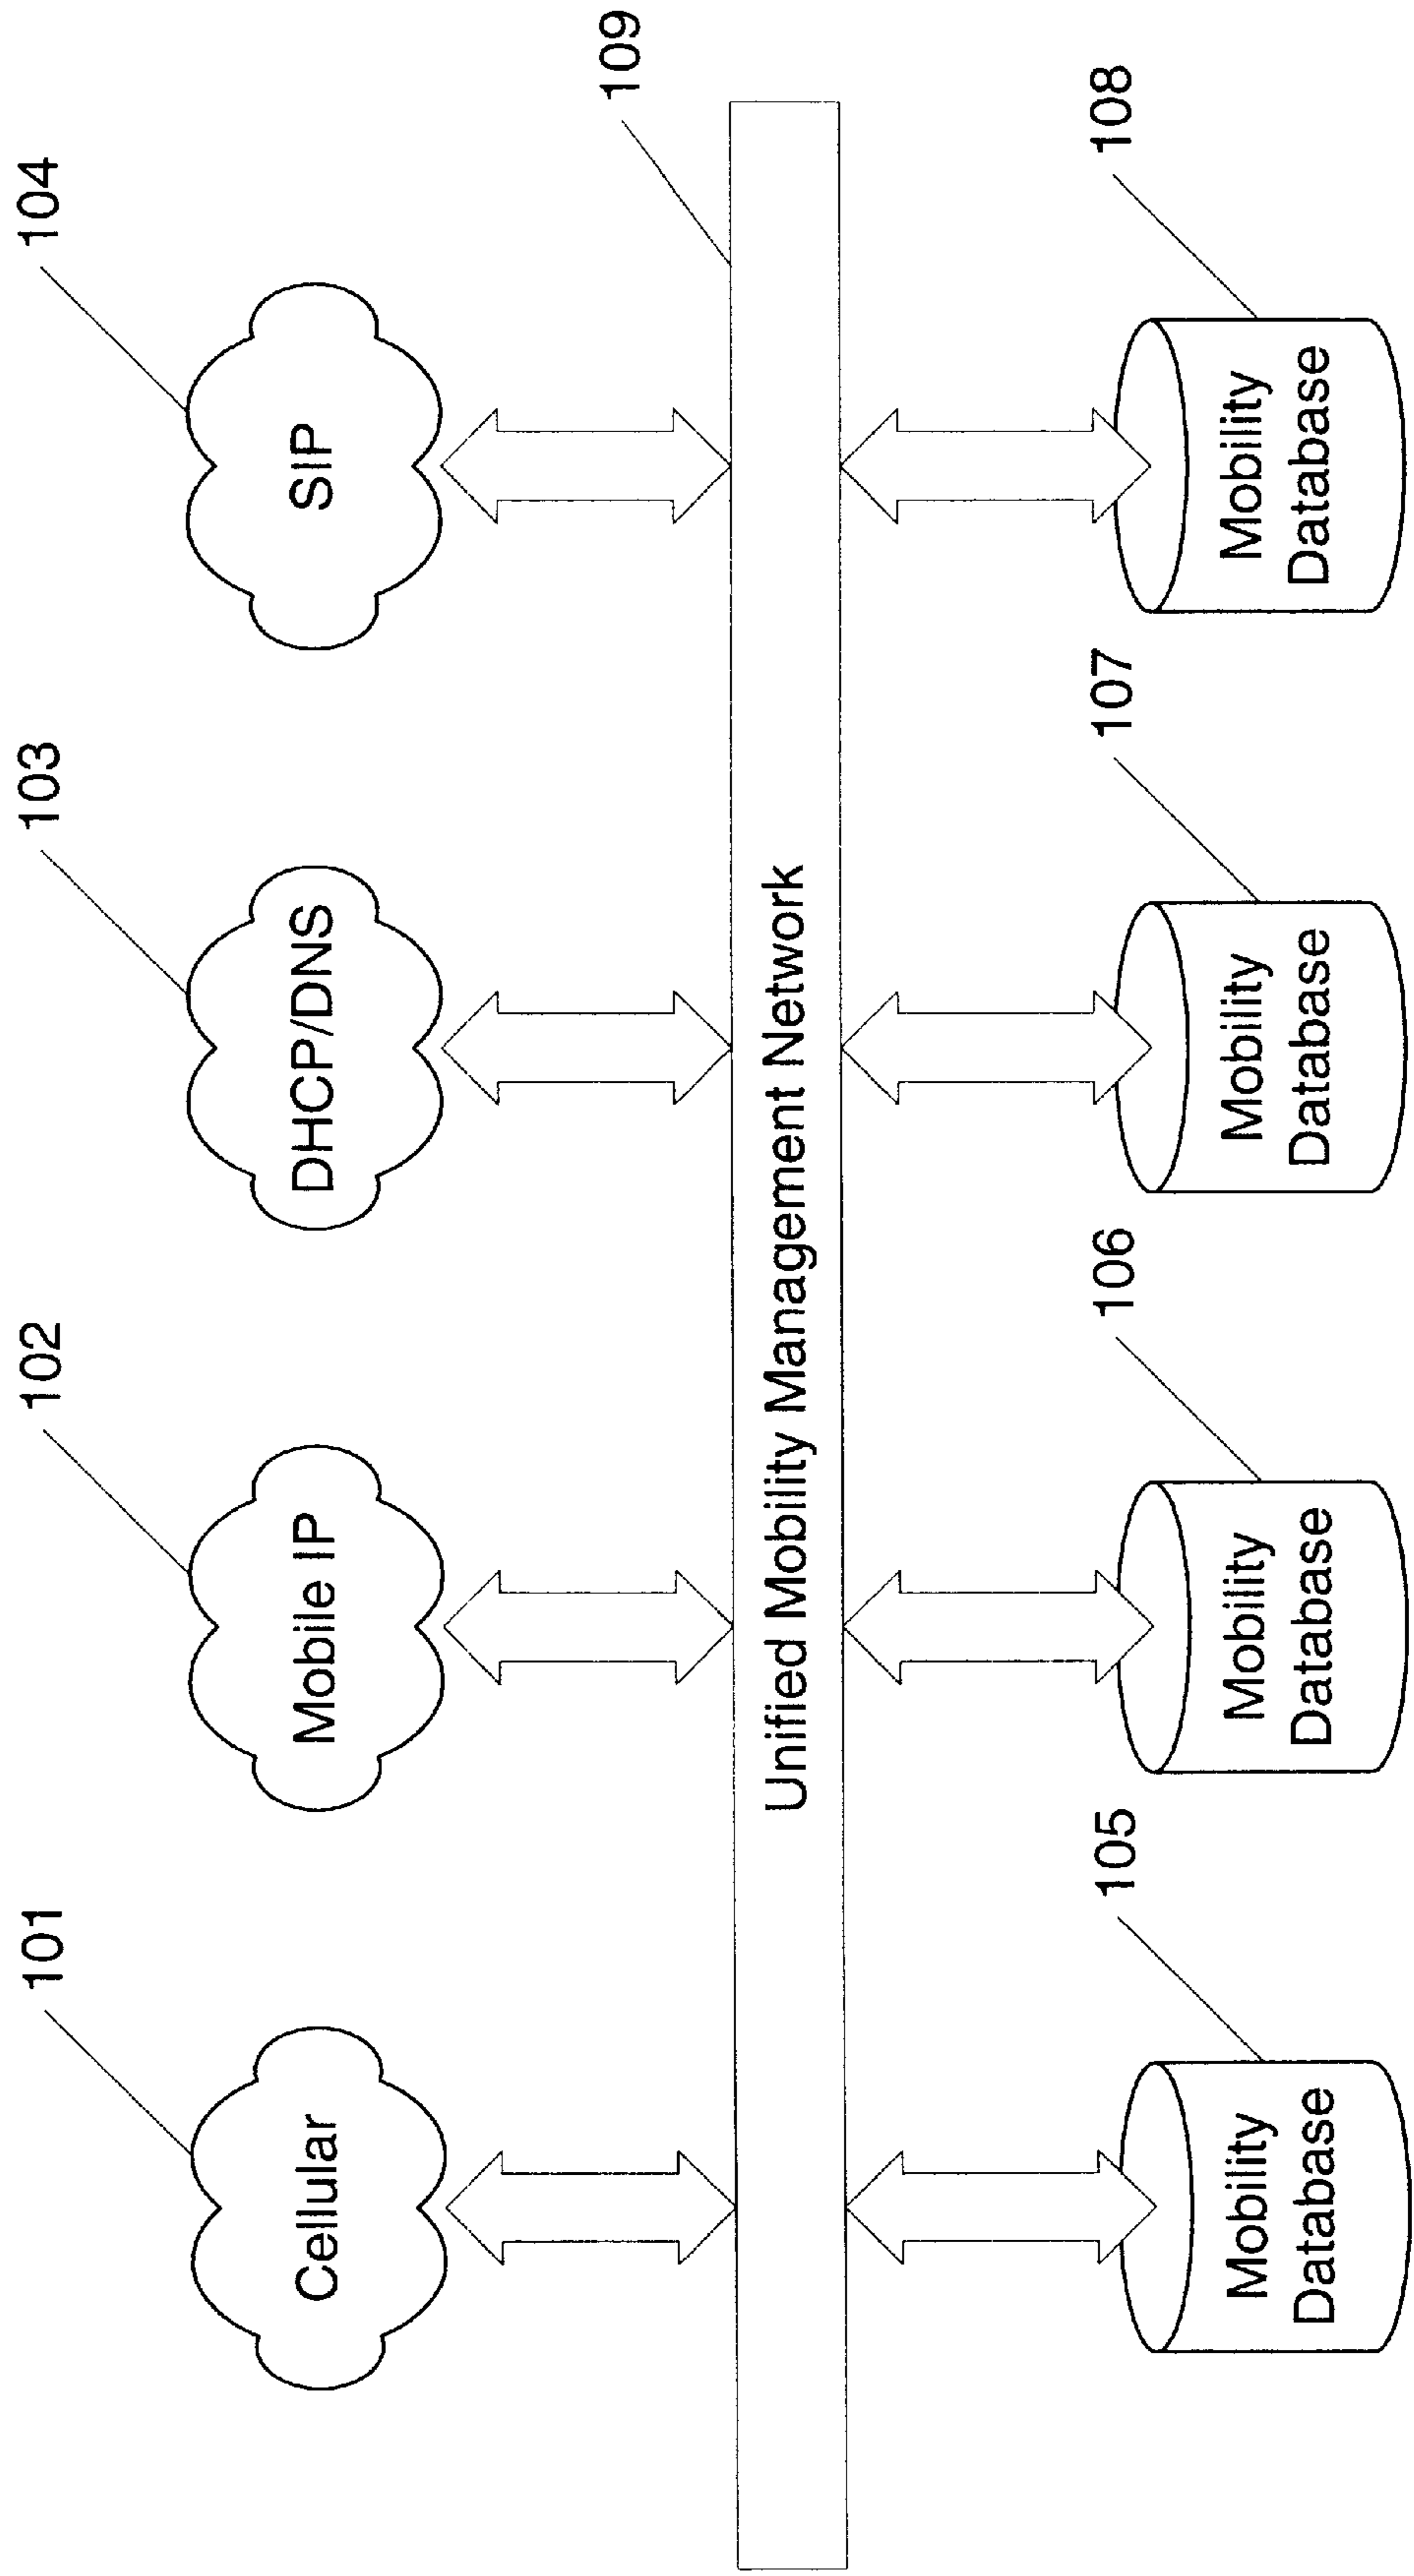 101
102
103
104
Cellular
Mobile IP
DHCP/DNS
SIP
109
Unified Mobility Management Network
105
106
107
108
Mobility
Database
Mobility
Database
Mobility
Database
Mobility
Database